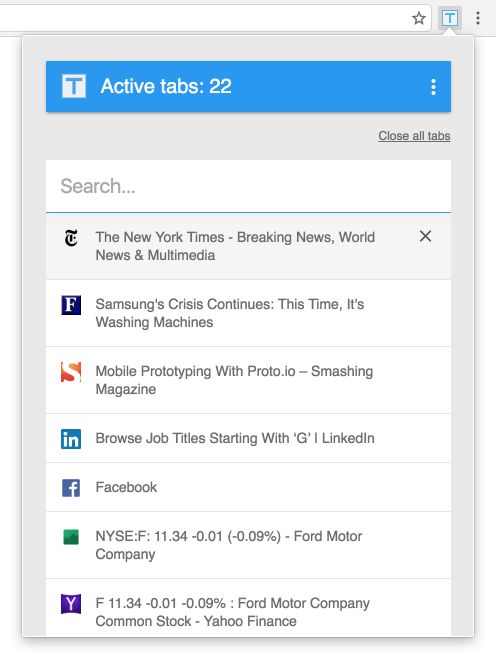 T
T Active tabs: 22
Close all tabs
Search...
The New York Times - Breaking News, World
News & Multimedia
F Samsung's Crisis Continues: This Time, It's
Washing Machines
Mobile Prototyping With Proto.io – Smashing
Magazine
in Browse Job Titles Starting With ‘G’ | LinkedIn
f Facebook
NYSE:F: 11.34 -0.01 (-0.09%) - Ford Motor
Company
Y F 11.34 -0.01 -0.09% : Ford Motor Company
Common Stock - Yahoo Finance